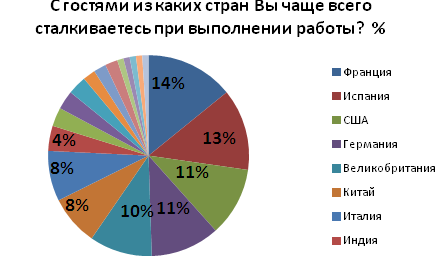 С гостями из каких стран Вы чаще всего
сталкиваетесь при выполнении работы? %
14%
13%
11%
11%
10%
8%
8%
4%
Франция
Испания
США
Германия
Великобритания
Китай
Италия
Индия